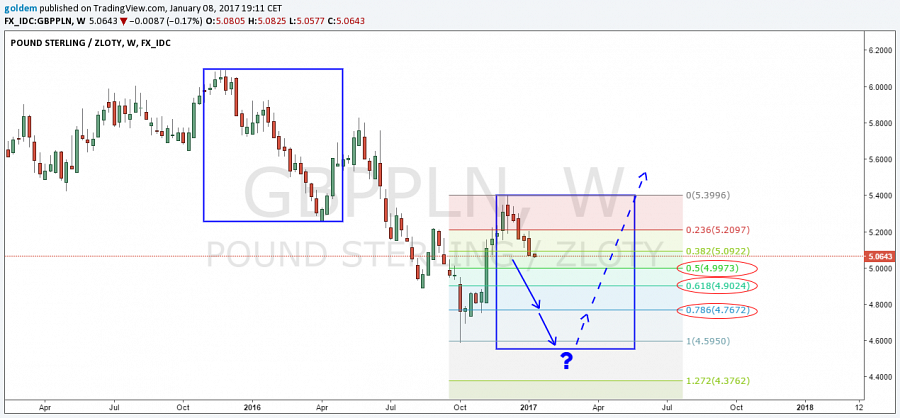 goldem published on TradingView.com, January 08, 2017 19:11 CET
FX_IDC:GBPPLN, W 5.0643 ▼ −0.0087 (−0.17%) O:5.0805 H:5.0825 L:5.0577 C:5.0643
POUND STERLING / ZLOTY, W, FX_IDC
GBPPLN, W
POUND STERLING / ZLOTY
6.2000
6.0000
5.8000
5.6000
5.4000
5.2000
5.0643
5.0000
4.8000
4.6000
4.4000
0(5.3996)
0.236(5.2097)
0.382(5.0922)
0.5(4.9973)
0.618(4.9024)
0.786(4.7672)
1(4.5950)
1.272(4.3762)
?
Apr
Jul
Oct
2016
Apr
Jul
Oct
2017
Apr
Jul
Oct
2018
12